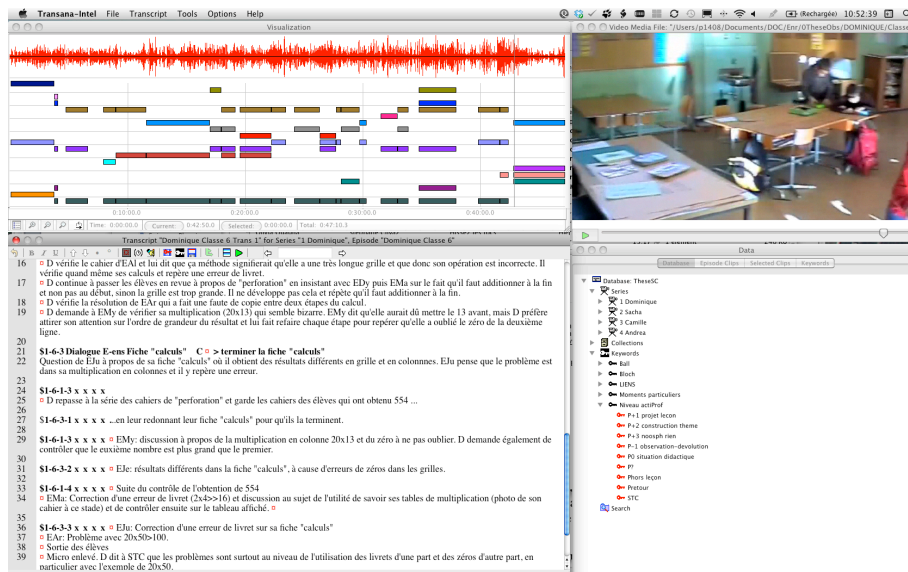 Transana-Intel File Transcript Tools Options Help (Rechargée) 10:52:39
Visualization
0:10:00.0 0:20:00.0 0:30:00.0 0:40:00.0
Time: 0:00:00.0 Current: 0:42:50.0 Selected: 0:00:00.0 Total: 0:47:10.3
Video Media File: "/Users/p1408/Documents/DOC/Enr/0TheseObs/DOMINIQUE/Classe
Transcript "Dominique Classe 6 Trans 1" for Series "1 Dominique", Episode "Dominique Classe 6"
16 ¤ D vérifie le cahier d'EAl et lui dit que ça méthode signifierait qu'elle a une très longue grille et que donc son opération est incorrecte. Il
vérifie quand même ses calculs et repère une erreur de livret.
17 ¤ D continue à passer les élèves en revue à propos de "perforation" en insistant avec EDy puis EMa sur le fait qu'il faut additionner à la fin
et non pas au début, sinon la grille est trop grande. Il ne développe pas cela et répète qu'il faut additionner à la fin.
18 ¤ D vérifie la résolution de EAr qui a fait une faute de copie entre deux étapes du calcul.
19 ¤ D demande à EMy de vérifier sa multiplication (20x13) qui semble bizarre. EMy dit qu'elle aurait dû mettre le 13 avant, mais D préfère
attirer son attention sur l'ordre de grandeur du résultat et lui fait refaire chaque étape pour repérer qu'elle a oublié le zéro de la deuxième
ligne.
20
21 $1-6-3 Dialogue E-ens Fiche "calculs" C ¤ > terminer la fiche "calculs"
22 Question de EJu à propos de sa fiche "calculs" où il obtient des résultats différents en grille et en colonnnes. EJu pense que le problème est
dans sa multiplication en colonnes et il y repère une erreur.
23
24 $1-6-1-3 x x x x
25 ¤ D repasse à la série des cahiers de "perforation" et garde les cahiers des élèves qui ont obtenu 554 ...
26
27 $1-6-3-1 x x x x ...en leur redonnant leur fiche "calculs" pour qu'ils la terminent.
28
29 $1-6-1-3 x x x x ¤ EMy: discussion à propos de la multiplication en colonne 20x13 et du zéro à ne pas oublier. D demande également de
contrôler que le euxième nombre est plus grand que le premier.
30
31 $1-6-3-2 x x x x ¤ EJe: résultats différents dans la fiche "calculs", à cause d'erreurs de zéros dans les grilles.
32
33 $1-6-1-4 x x x x ¤ Suite du contrôle de l'obtention de 554
34 ¤ EMa: Correction d'une erreur de livret (2x4>>16) et discussion au sujet de l'utilité de savoir ses tables de multiplication (photo de son
cahier à ce stade) et de contrôler ensuite sur le tableau affiché. ¤
35
36 $1-6-3-3 x x x x ¤ EJu: Correction d'une erreur de livret sur sa fiche "calculs"
37 ¤ EAr: Problème avec 20x50>100.
38 ¤ Sortie des élèves
39 ¤ Micro enlevé. D dit à STC que les problèmes sont surtout au niveau de l'utilisation des livrets d'une part et des zéros d'autre part, en
particulier avec l'exemple de 20x50.
Data
Database Episode Clips Selected Clips Keywords
Database: TheseSC
Series
1 Dominique
2 Sacha
3 Camille
4 Andrea
Collections
Keywords
Ball
Bloch
LIENS
Moments particuliers
Niveau actiProf
P+1 projet lecon
P+2 construction theme
P+3 noosph rien
P-1 observation-devolution
P0 situation didactique
P?
Phors leçon
Pretour
STC
Search